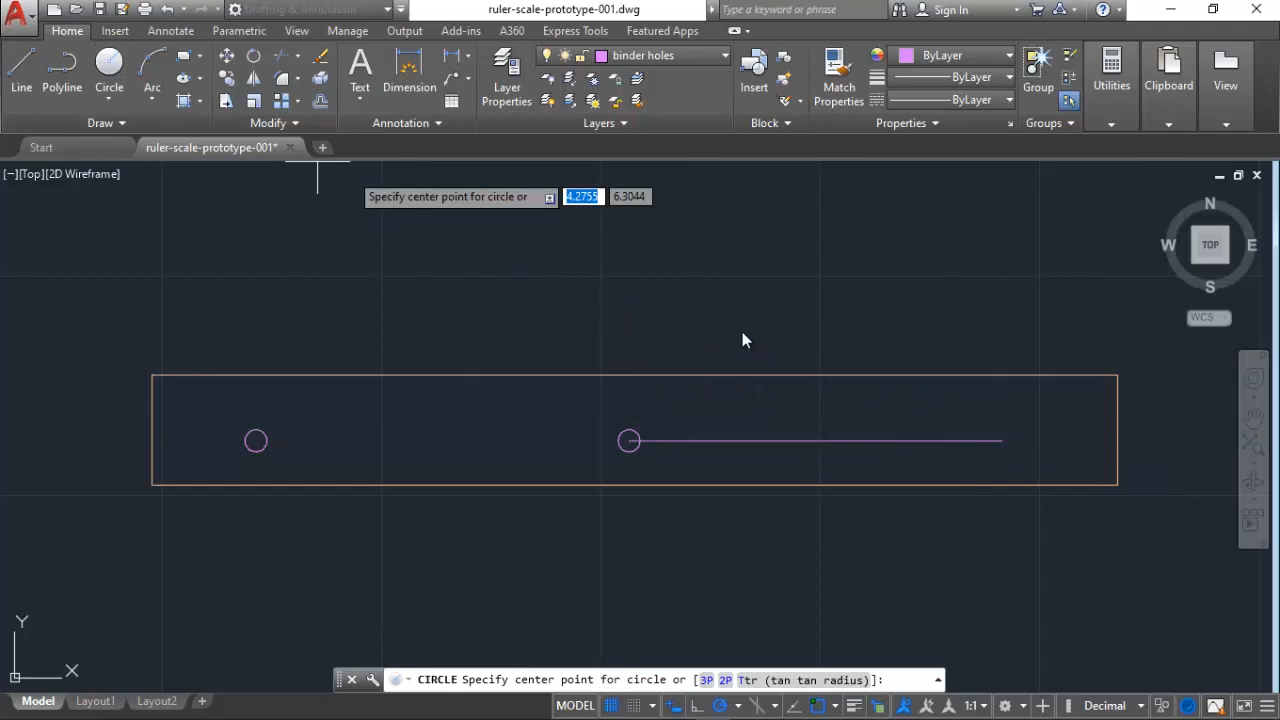 Drafting & Annotation
ruler-scale-prototype-001.dwg
Type a keyword or phrase
Sign In
Home Insert Annotate Parametric View Manage Output Add-ins A360 Express Tools Featured Apps
binder holes
ByLayer
ByLayer
ByLayer
Line Polyline Circle Arc Text Dimension Layer Properties Insert Match Properties Group Utilities Clipboard View
Draw Modify Annotation Layers Block Properties Groups
Start ruler-scale-prototype-001*
[−][Top][2D Wireframe]
Specify center point for circle or 4.2755 6.3044
N
W TOP E
S
WCS
Y
X
CIRCLE Specify center point for circle or [3P 2P Ttr (tan tan radius)]:
Model Layout1 Layout2 +
MODEL 1:1 Decimal